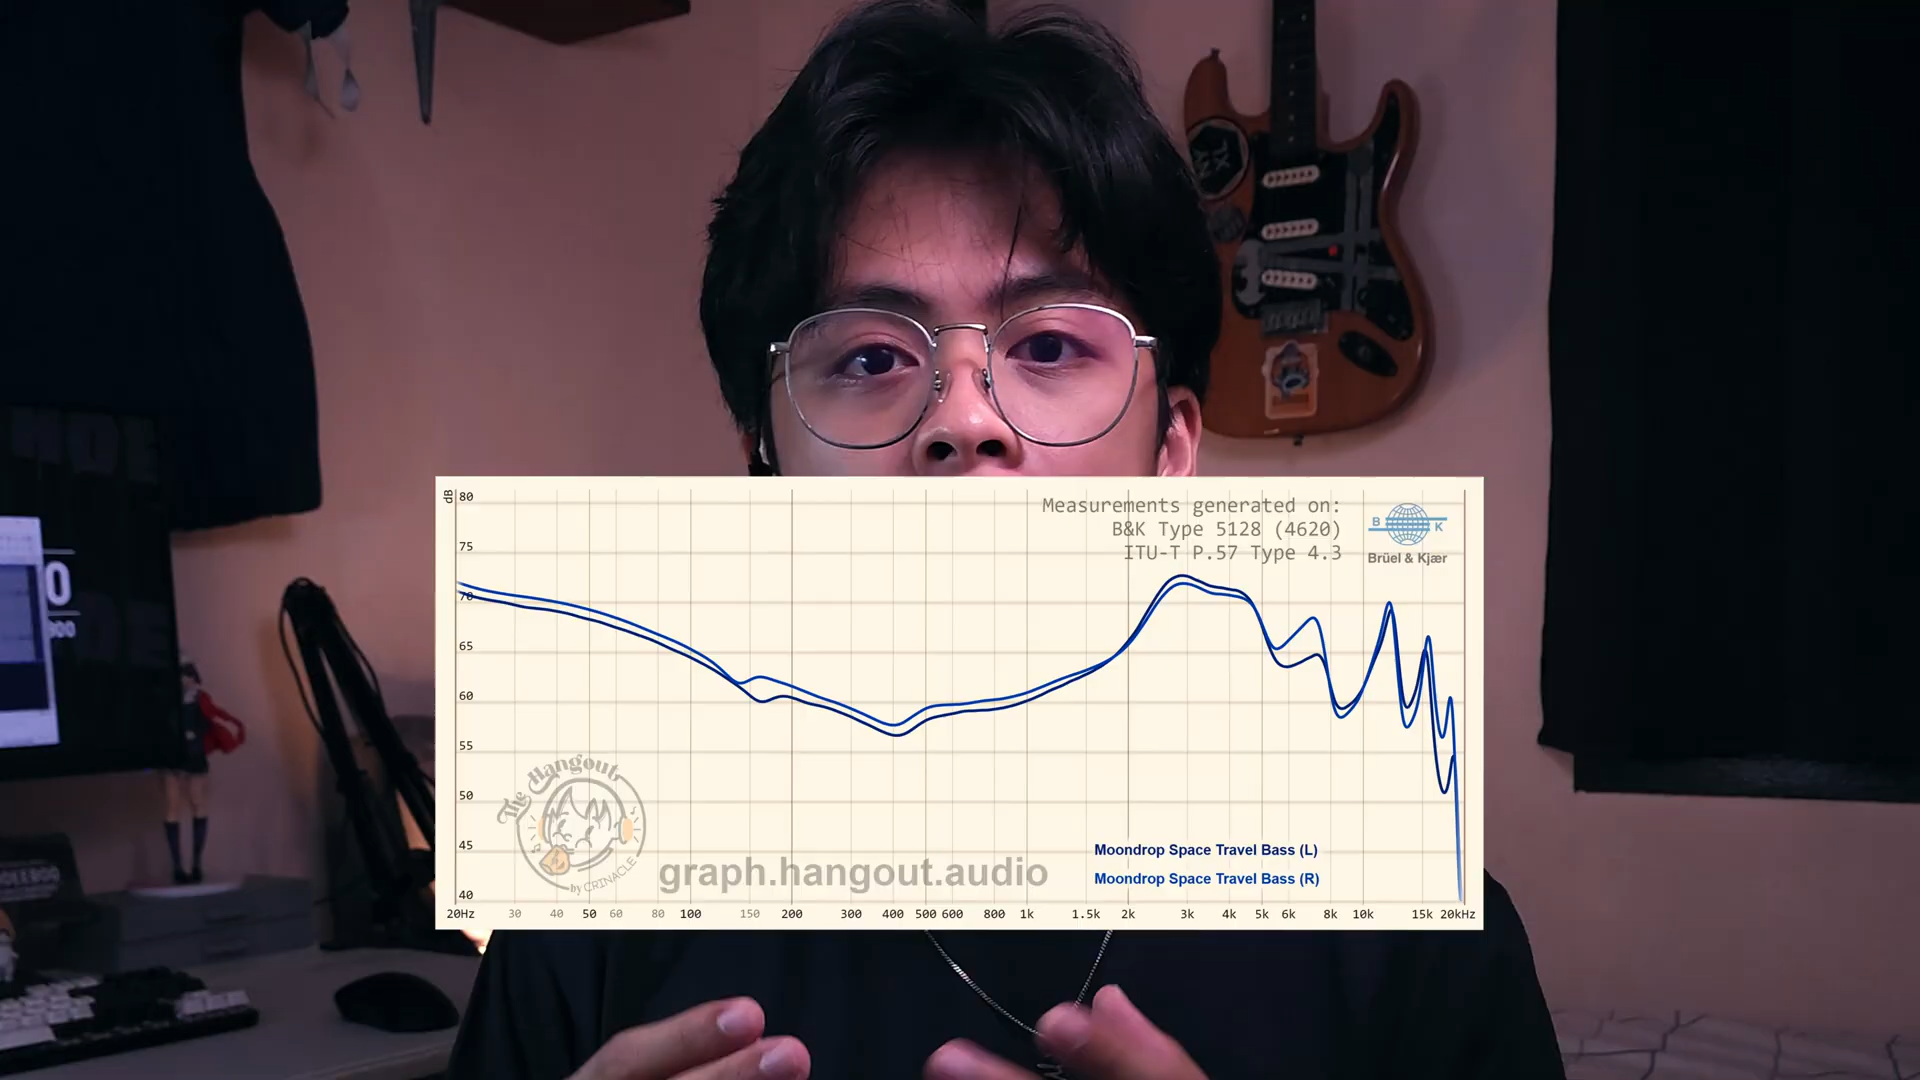 dB
80
75
70
65
60
55
50
45
40
20Hz 30 40 50 60 80 100 150 200 300 400 500 600 800 1k 1.5k 2k 3k 4k 5k 6k 8k 10k 15k 20kHz
Measurements generated on:
B&K Type 5128 (4620)
ITU-T P.57 Type 4.3
B K
Brüel & Kjær
The Hangout
by CRINACLE
graph.hangout.audio
Moondrop Space Travel Bass (L)
Moondrop Space Travel Bass (R)